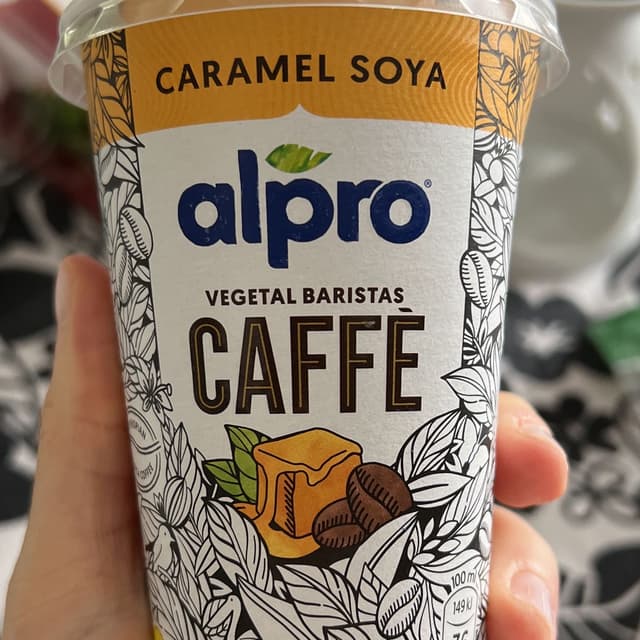 CARAMEL SOYA
alpro®
VEGETAL BARISTAS
CAFFÈ
100 ml
149 kJ